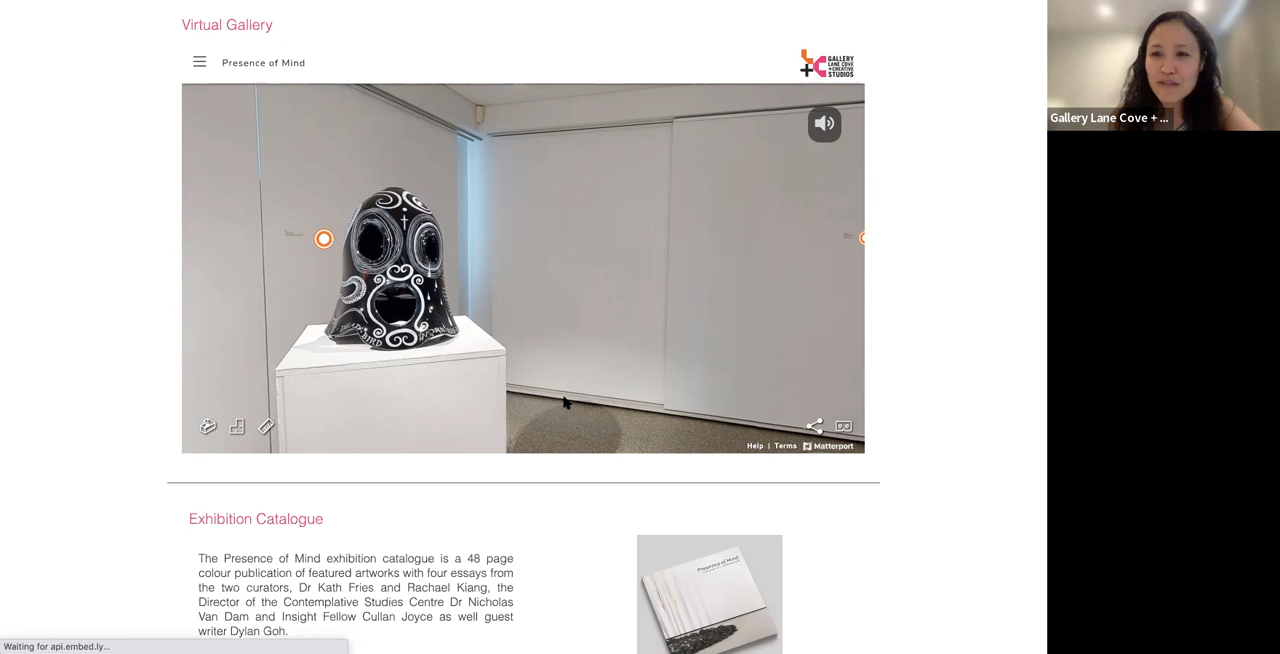 Virtual Gallery
Presence of Mind
GALLERY
LANE COVE
+CREATIVE
STUDIOS
Gallery Lane Cove + ...
DEAD BIRD
Help | Terms Matterport
Exhibition Catalogue
The Presence of Mind exhibition catalogue is a 48 page
colour publication of featured artworks with four essays from
the two curators, Dr Kath Fries and Rachael Kiang, the
Director of the Contemplative Studies Centre Dr Nicholas
Van Dam and Insight Fellow Cullan Joyce as well guest
writer Dylan Goh.
Presence of Mind
Waiting for api.embed.ly...